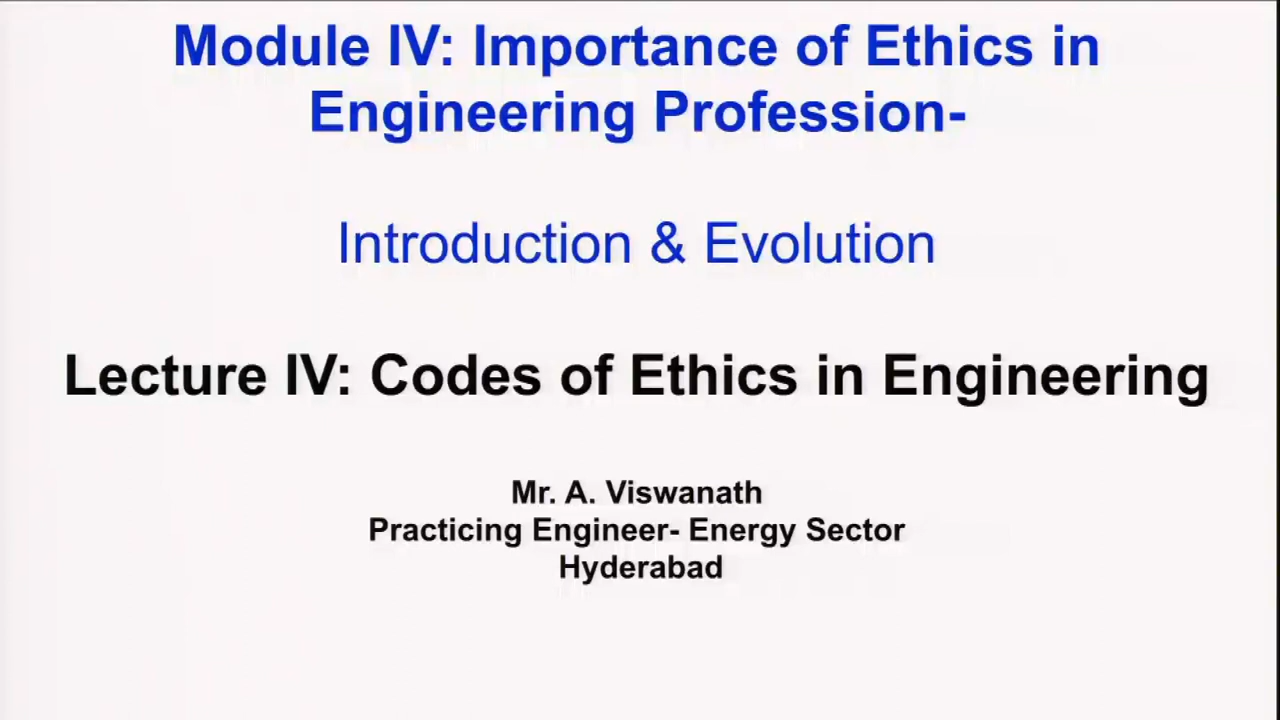 Module IV: Importance of Ethics in
Engineering Profession-
Introduction & Evolution
Lecture IV: Codes of Ethics in Engineering
Mr. A. Viswanath
Practicing Engineer- Energy Sector
Hyderabad